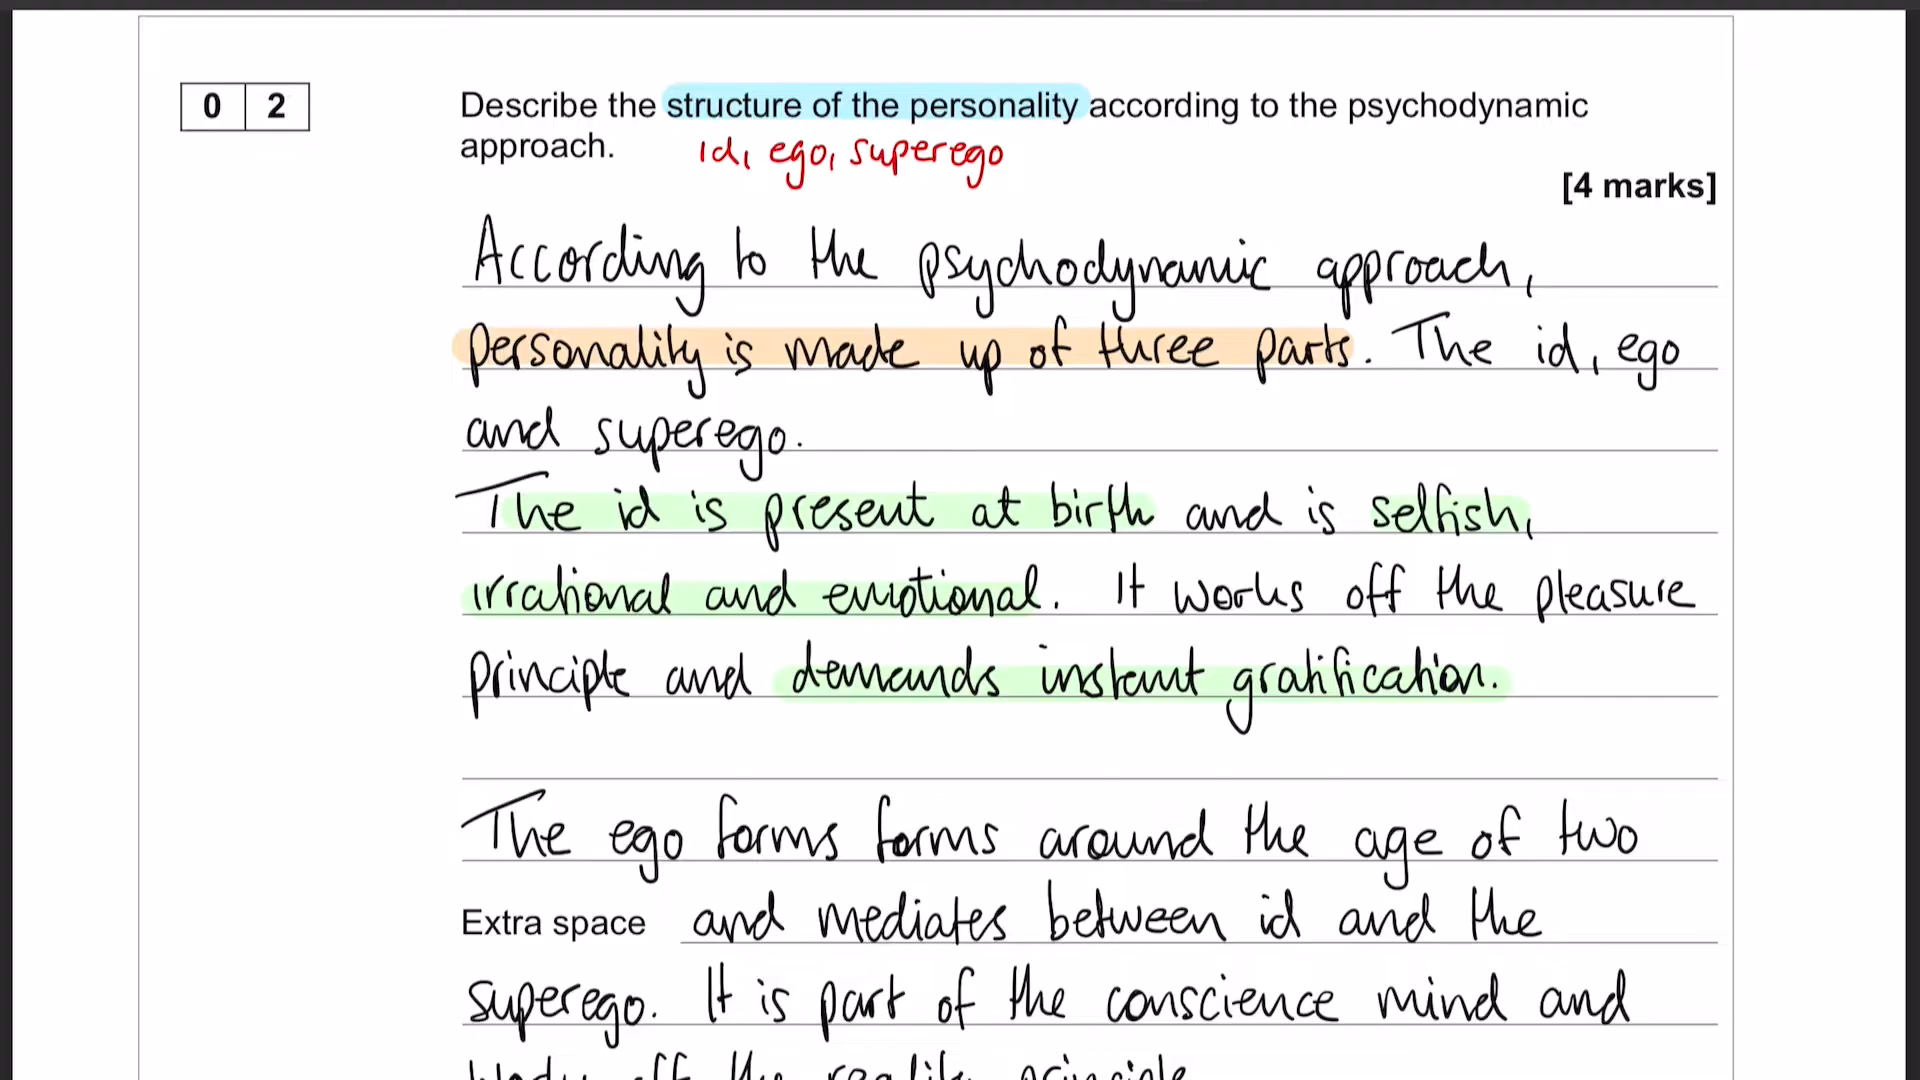 0 2
Describe the structure of the personality according to the psychodynamic
approach.
id, ego, superego
[4 marks]
According to the psychodynamic approach,
personality is made up of three parts. The id, ego
and superego.
The id is present at birth and is selfish,
irrational and emotional. It works off the pleasure
principle and demands instant gratification.
The ego forms forms around the age of two
Extra space and mediates between id and the
superego. It is part of the conscience mind and
off the reality principle